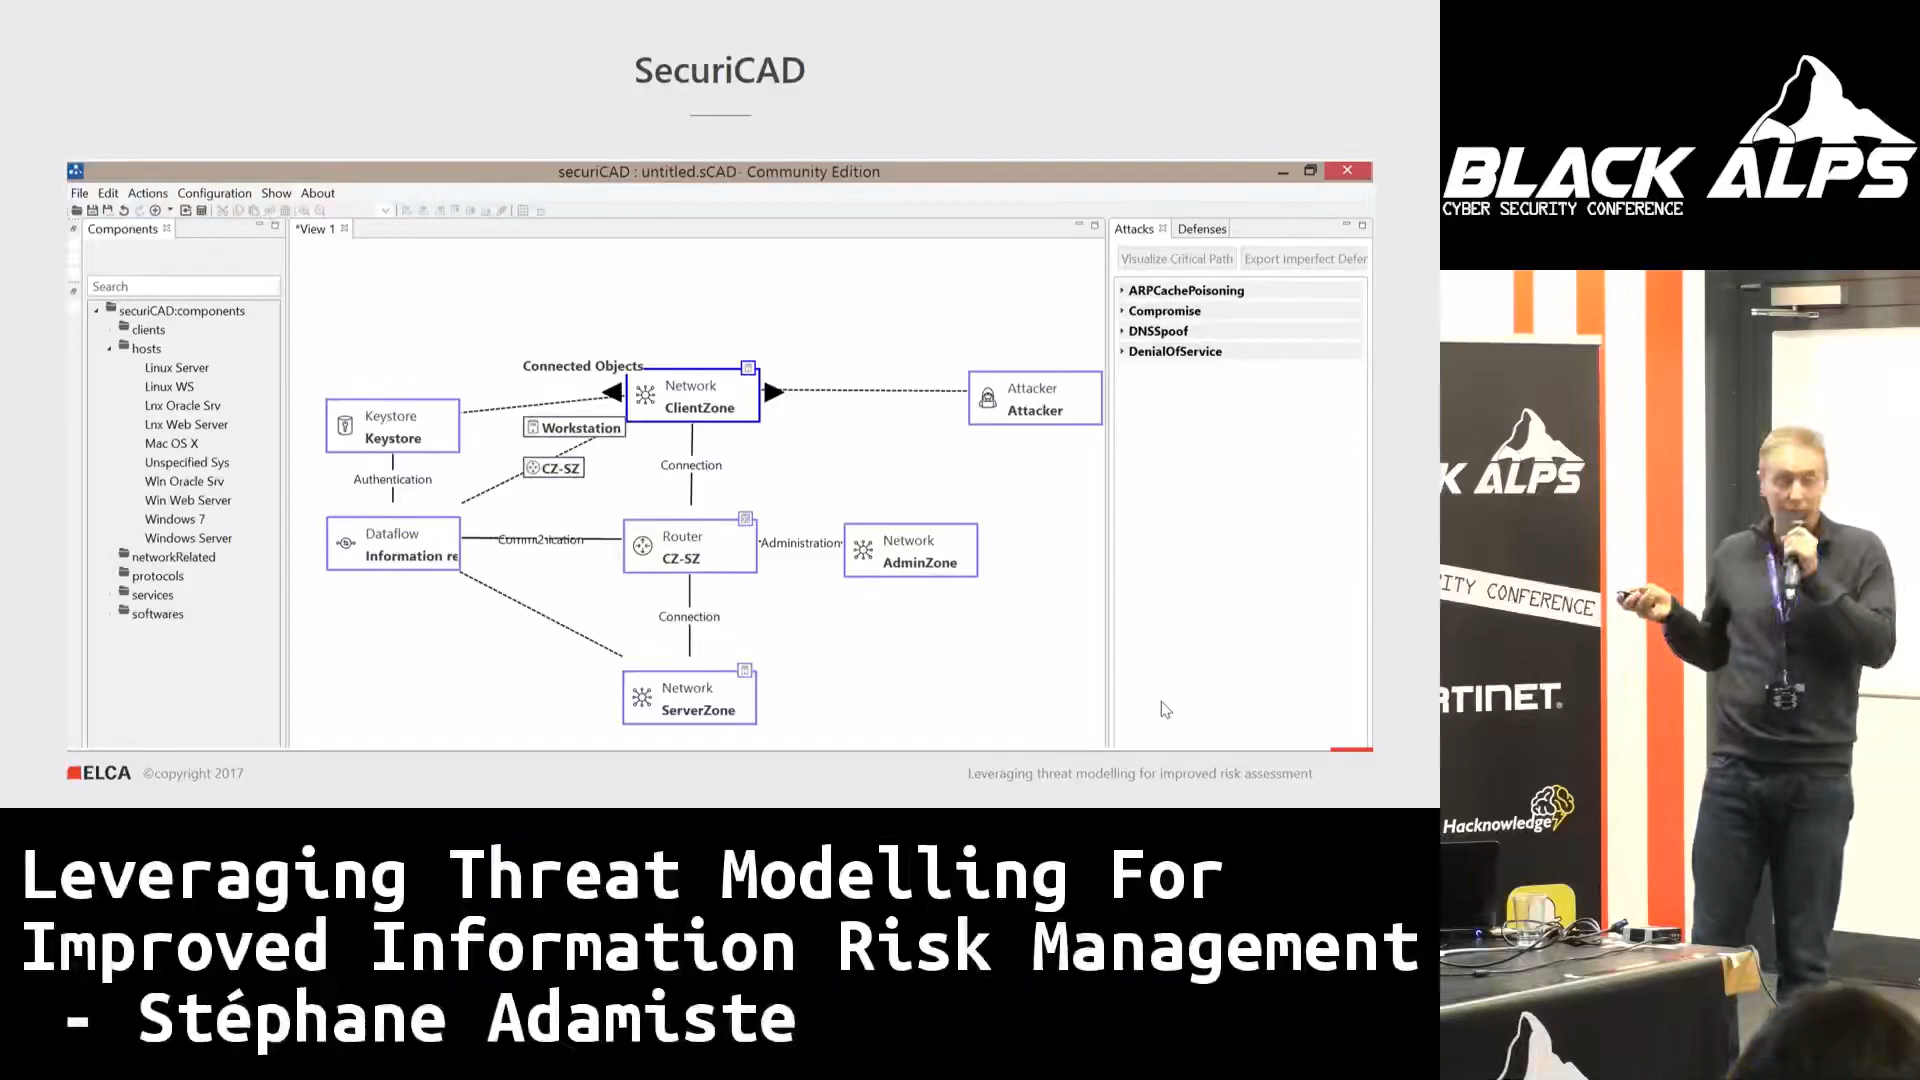 SecuriCAD
securiCAD : untitled.sCAD- Community Edition
File Edit Actions Configuration Show About
Components
Search
securiCAD:components
clients
hosts
Linux Server
Linux WS
Lnx Oracle Srv
Lnx Web Server
Mac OS X
Unspecified Sys
Win Oracle Srv
Win Web Server
Windows 7
Windows Server
networkRelated
protocols
services
softwares
*View 1
Connected Objects
Network
ClientZone
Attacker
Attacker
Keystore
Keystore
Workstation
CZ-SZ
Connection
Authentication
Dataflow
Information re
Comm2nication
Router
CZ-SZ
Administration
Network
AdminZone
Connection
Network
ServerZone
Attacks Defenses
Visualize Critical Path Export Imperfect Defer
ARPCachePoisoning
Compromise
DNSSpoof
DenialOfService
ELCA ©copyright 2017
Leveraging threat modelling for improved risk assessment
BLACK ALPS
CYBER SECURITY CONFERENCE
K ALPS
ITY CONFERENCE
RTINET.
Hacknowledge
Leveraging Threat Modelling For
Improved Information Risk Management
- Stéphane Adamiste